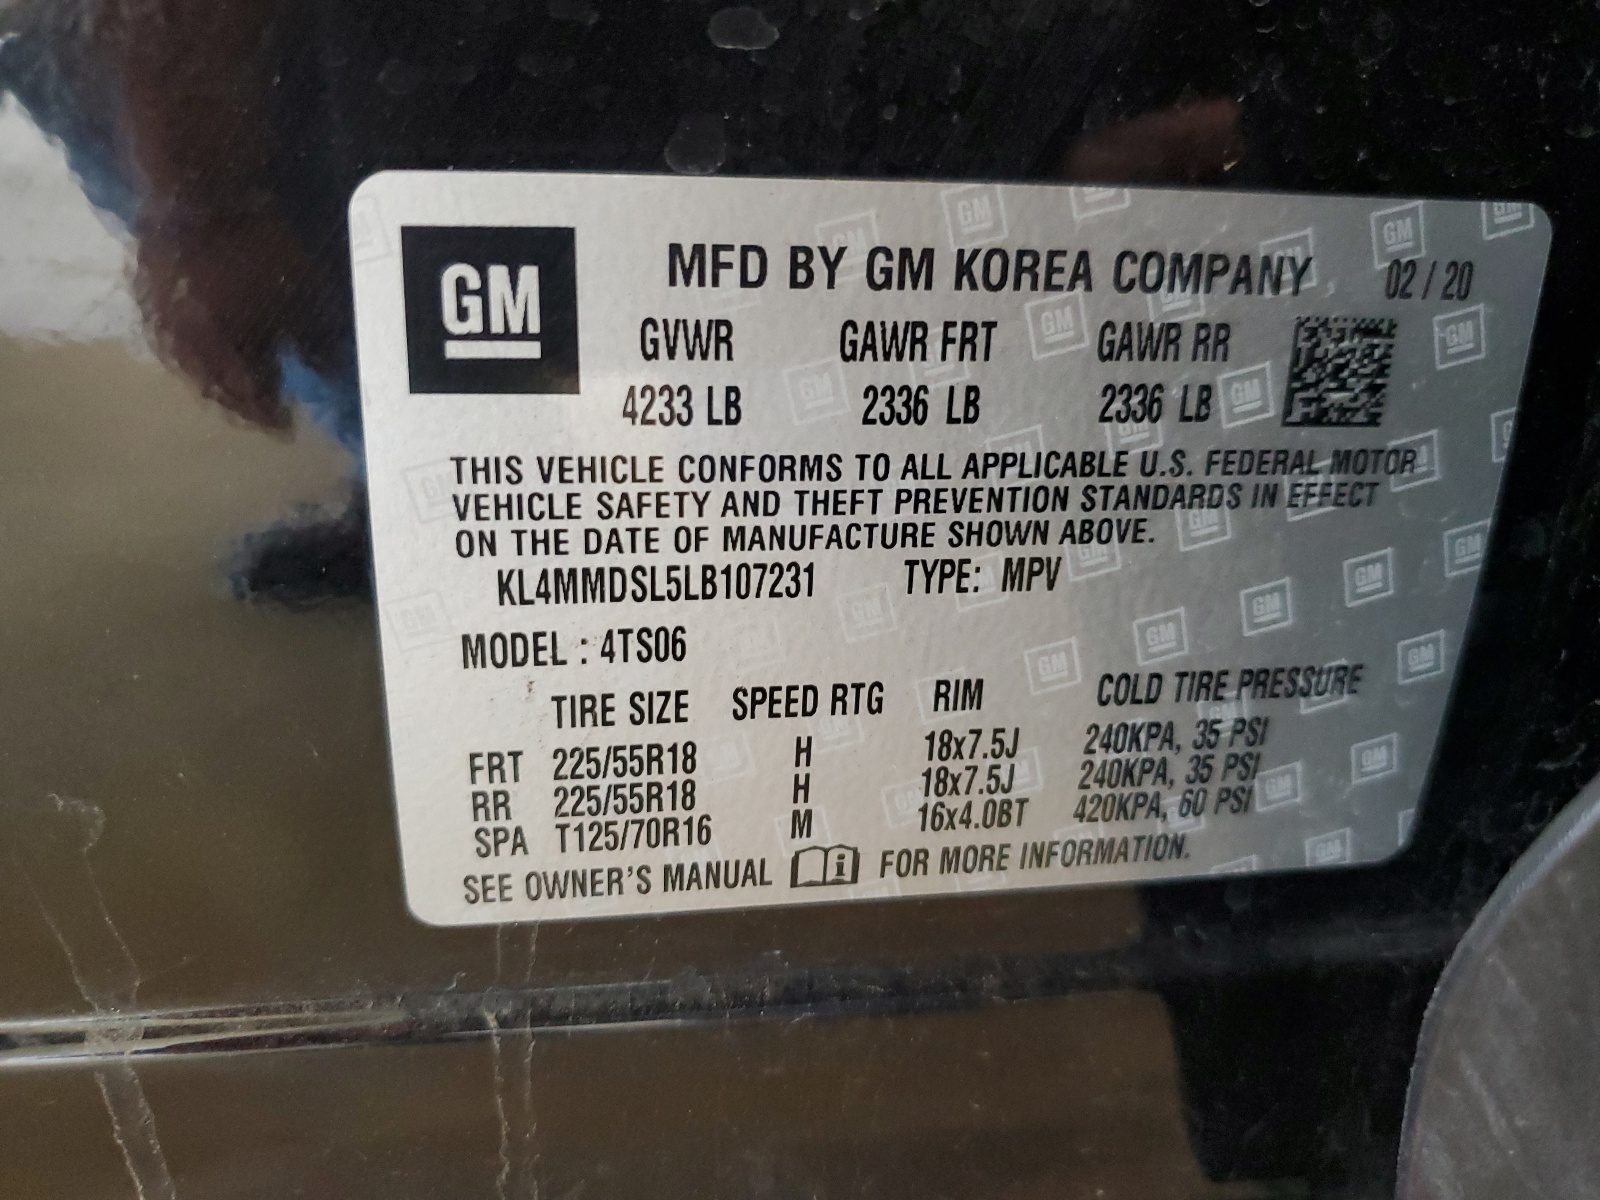 GM
MFD BY GM KOREA COMPANY 02 / 20
GVWR GAWR FRT GAWR RR
4233 LB 2336 LB 2336 LB
THIS VEHICLE CONFORMS TO ALL APPLICABLE U.S. FEDERAL MOTOR
VEHICLE SAFETY AND THEFT PREVENTION STANDARDS IN EFFECT
ON THE DATE OF MANUFACTURE SHOWN ABOVE.
KL4MMDSL5LB107231 TYPE: MPV
MODEL : 4TS06
TIRE SIZE SPEED RTG RIM COLD TIRE PRESSURE
FRT 225/55R18 H 18x7.5J 240KPA, 35 PSI
RR 225/55R18 H 18x7.5J 240KPA, 35 PSI
SPA T125/70R16 M 16x4.0BT 420KPA, 60 PSI
SEE OWNER'S MANUAL i FOR MORE INFORMATION.